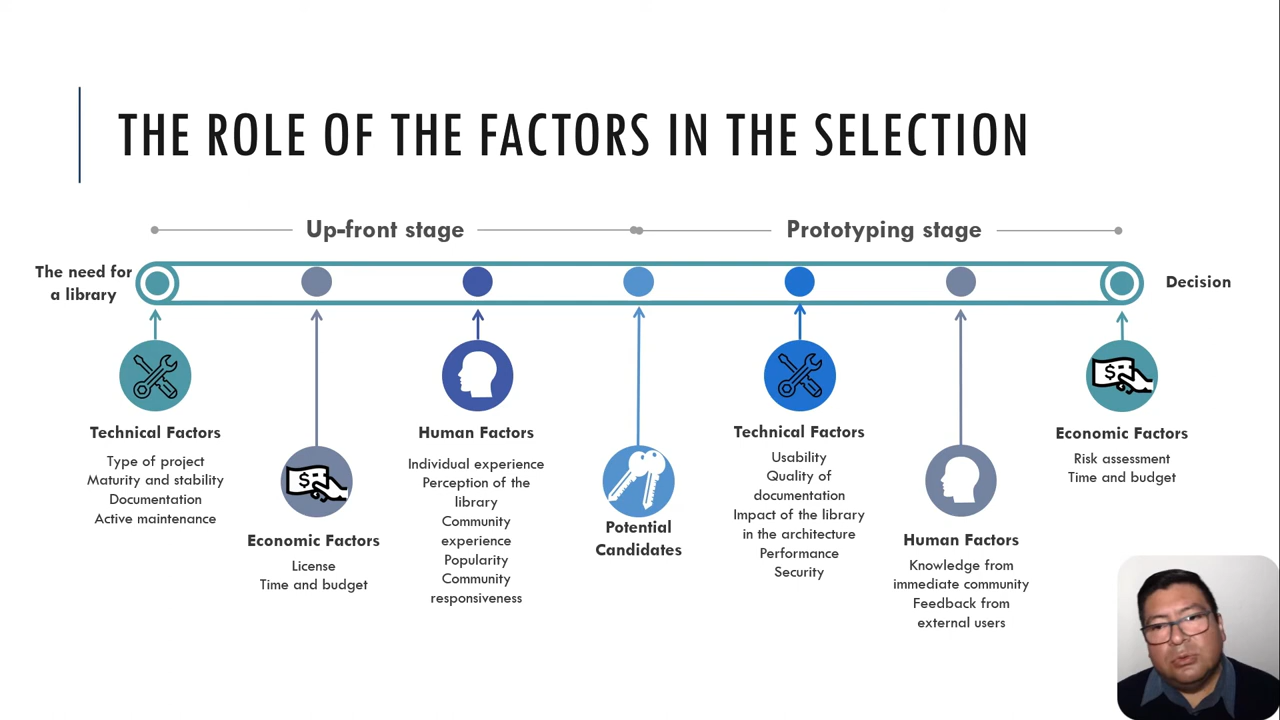 THE ROLE OF THE FACTORS IN THE SELECTION
Up-front stage
Prototyping stage
The need for
a library
Decision
Technical Factors
Type of project
Maturity and stability
Documentation
Active maintenance
$
Economic Factors
License
Time and budget
Human Factors
Individual experience
Perception of the
library
Community
experience
Popularity
Community
responsiveness
Potential
Candidates
Technical Factors
Usability
Quality of
documentation
Impact of the library
in the architecture
Performance
Security
Human Factors
Knowledge from
immediate community
Feedback from
external users
$
Economic Factors
Risk assessment
Time and budget